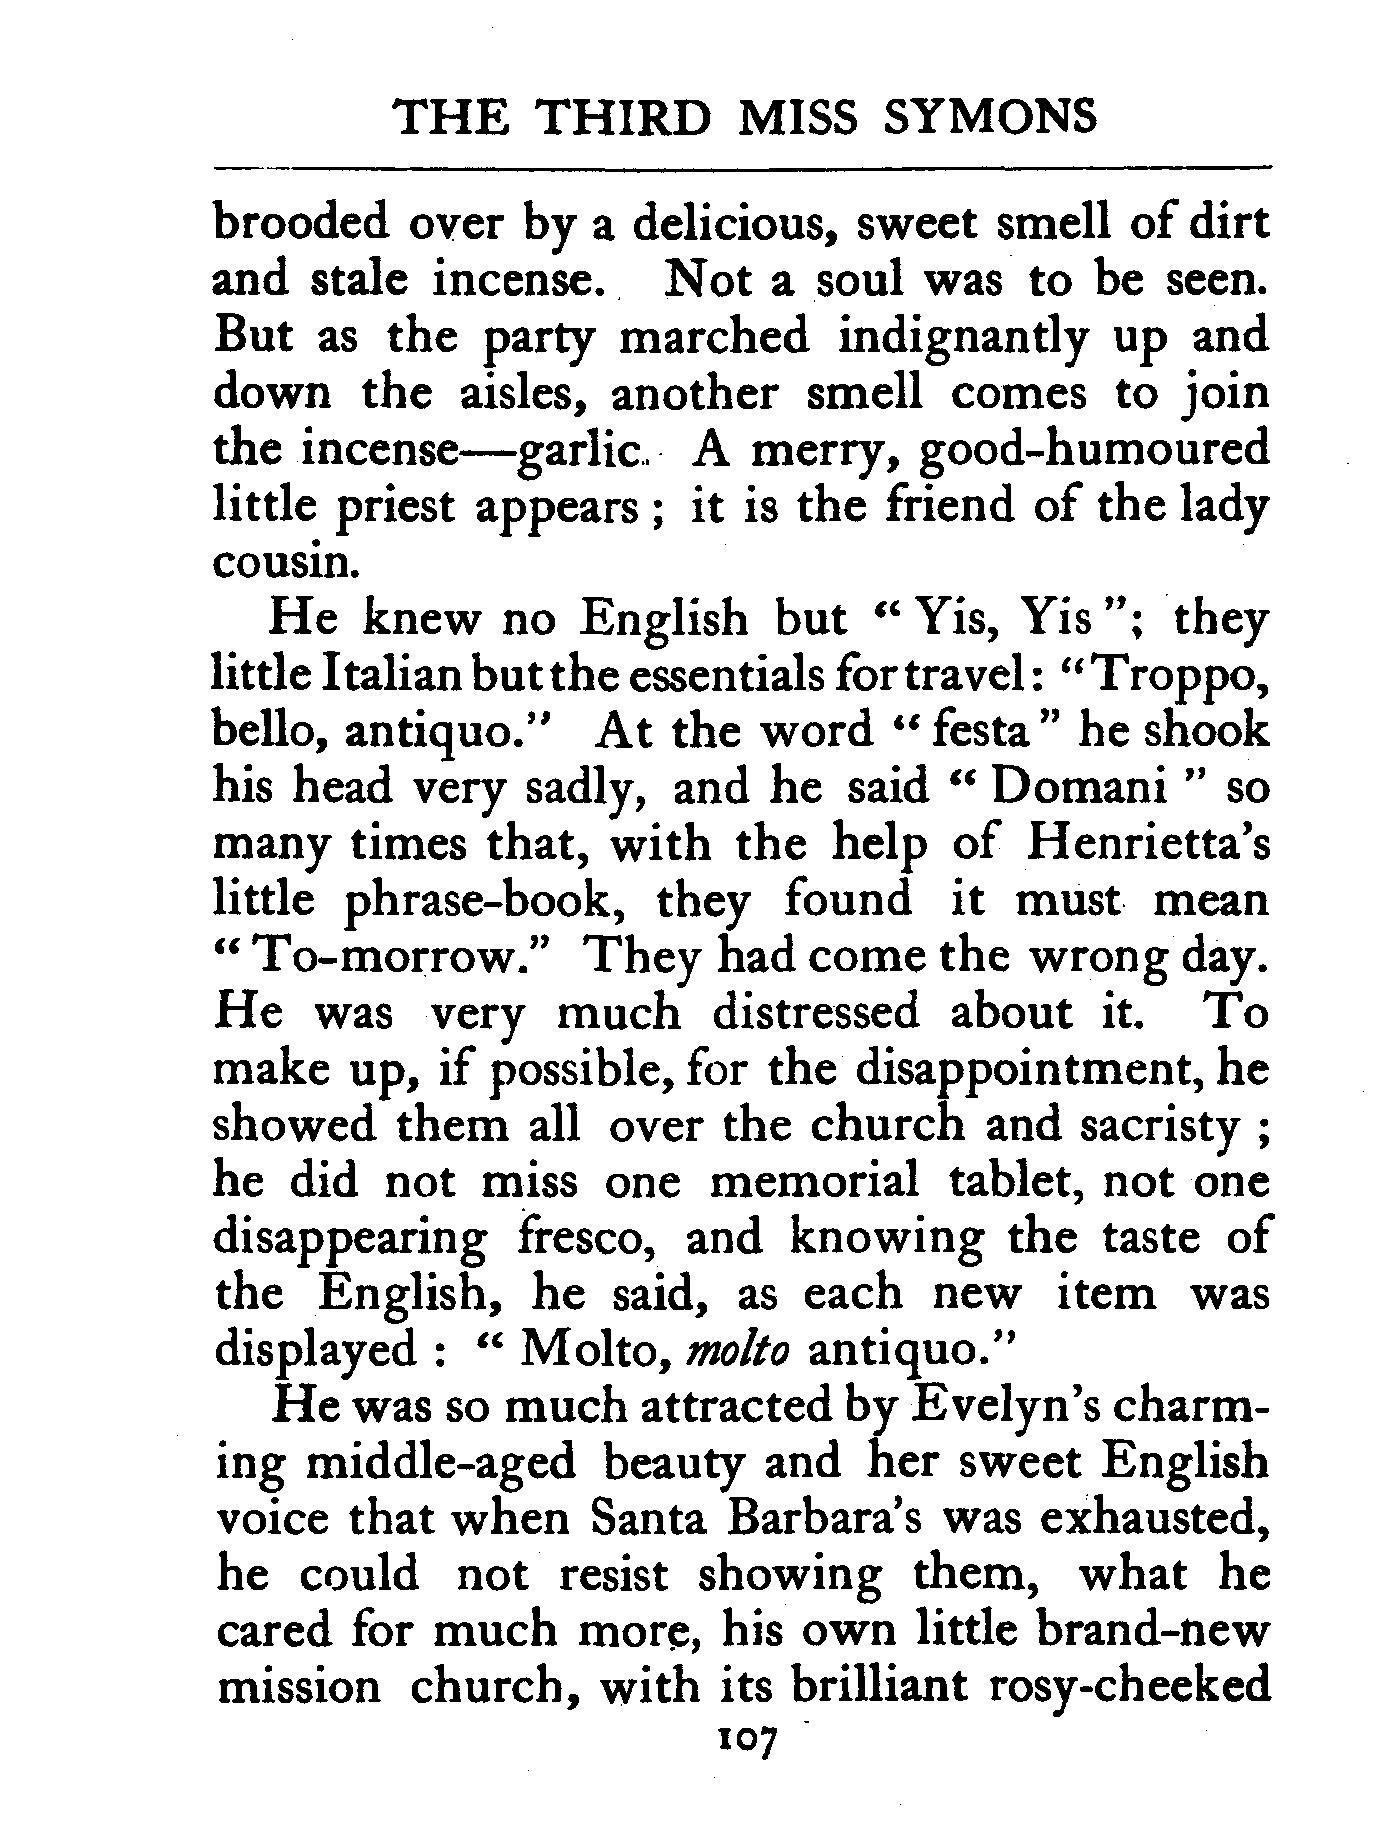 THE THIRD MISS SYMONS
brooded over by a delicious, sweet smell of dirt
and stale incense. Not a soul was to be seen.
But as the party marched indignantly up and
down the aisles, another smell comes to join
the incense—garlic. A merry, good-humoured
little priest appears ; it is the friend of the lady
cousin.
He knew no English but “ Yis, Yis ”; they
little Italian but the essentials for travel: “Troppo,
bello, antiquo.” At the word “ festa ” he shook
his head very sadly, and he said “ Domani ” so
many times that, with the help of Henrietta's
little phrase-book, they found it must mean
“ To-morrow.” They had come the wrong day.
He was very much distressed about it. To
make up, if possible, for the disappointment, he
showed them all over the church and sacristy ;
he did not miss one memorial tablet, not one
disappearing fresco, and knowing the taste of
the English, he said, as each new item was
displayed : “ Molto, molto antiquo.”
He was so much attracted by Evelyn's charm-
ing middle-aged beauty and her sweet English
voice that when Santa Barbara's was exhausted,
he could not resist showing them, what he
cared for much more, his own little brand-new
mission church, with its brilliant rosy-cheeked
107